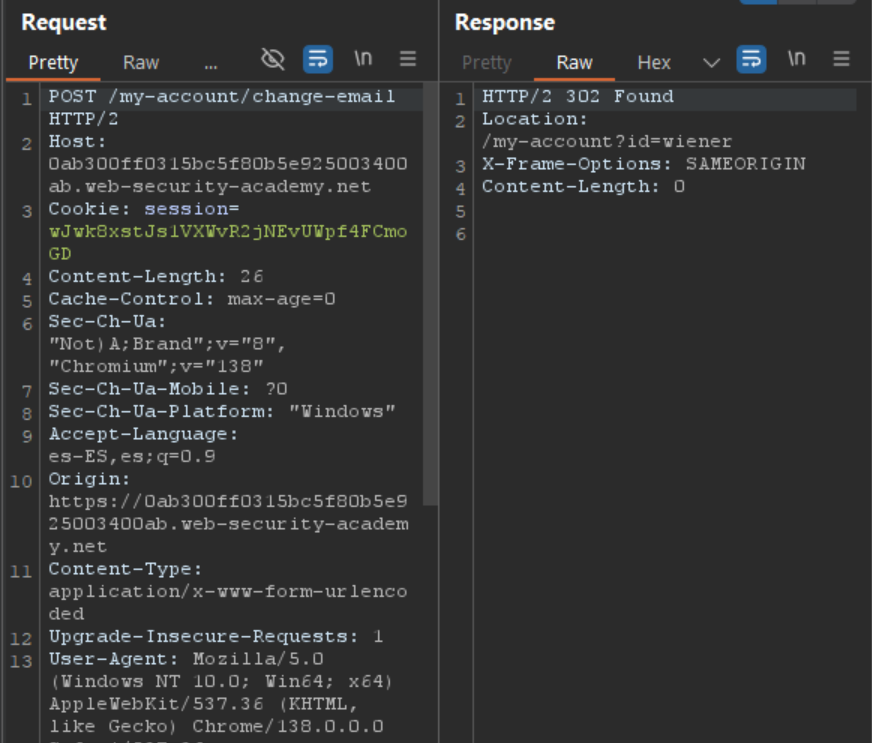 Request
Pretty Raw ... \n
1 POST /my-account/change-email
HTTP/2
2 Host:
0ab300ff0315bc5f80b5e925003400
ab.web-security-academy.net
3 Cookie: session=
wJwk8xstJs1VXWvR2jNEvUWpf4FCmo
GD
4 Content-Length: 26
5 Cache-Control: max-age=0
6 Sec-Ch-Ua:
"Not)A;Brand";v="8",
"Chromium";v="138"
7 Sec-Ch-Ua-Mobile: ?0
8 Sec-Ch-Ua-Platform: "Windows"
9 Accept-Language:
es-ES,es;q=0.9
10 Origin:
https://0ab300ff0315bc5f80b5e9
25003400ab.web-security-academ
y.net
11 Content-Type:
application/x-www-form-urlenco
ded
12 Upgrade-Insecure-Requests: 1
13 User-Agent: Mozilla/5.0
(Windows NT 10.0; Win64; x64)
AppleWebKit/537.36 (KHTML,
like Gecko) Chrome/138.0.0.0
Response
Pretty Raw Hex \n
1 HTTP/2 302 Found
2 Location:
/my-account?id=wiener
3 X-Frame-Options: SAMEORIGIN
4 Content-Length: 0
5
6